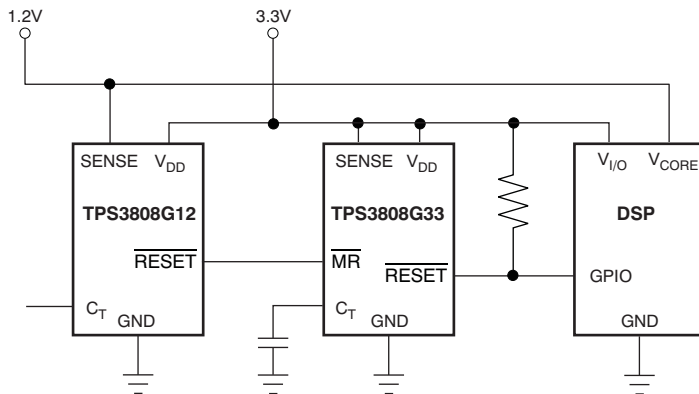 1.2V
3.3V
SENSE VDD
TPS3808G12
RESET
CT
GND
SENSE VDD
TPS3808G33
MR
RESET
CT
GND
VI/O VCORE
DSP
GPIO
GND